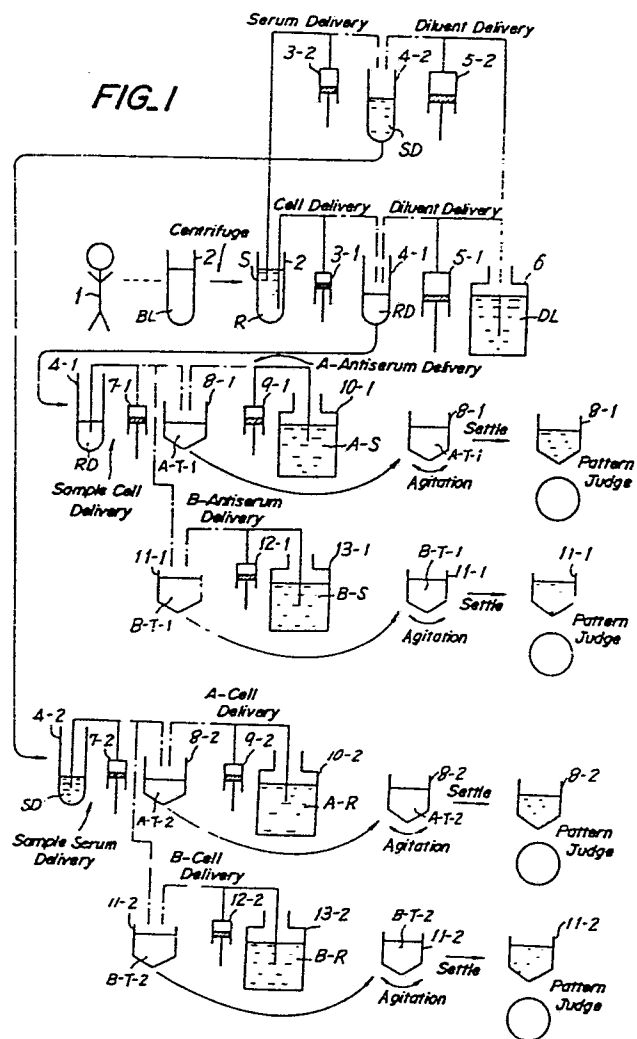 Serum Delivery
Diluent Delivery
3-2
4-2
5-2
FIG_1
SD
Cell Delivery
Diluent Delivery
Centrifuge
2
S
2
3-1
4-1
5-1
6
1
BL
R
RD
DL
A-Antiserum Delivery
4-1
7-1
8-1
9-1
10-1
8-1
Settle
8-1
RD
A-T-1
A-S
A-T-1
Agitation
Pattern
Judge
Sample Cell
Delivery
B-Antiserum
Delivery
12-1
13-1
11-1
B-T-1
11-1
Settle
11-1
B-T-1
B-S
Agitation
Pattern
Judge
A-Cell
Delivery
4-2
7-2
8-2
9-2
10-2
8-2
Settle
8-2
SD
A-T-2
A-R
A-T-2
Agitation
Pattern
Judge
Sample Serum
Delivery
B-Cell
Delivery
11-2
12-2
13-2
B-T-2
11-2
Settle
11-2
B-T-2
B-R
Agitation
Pattern
Judge